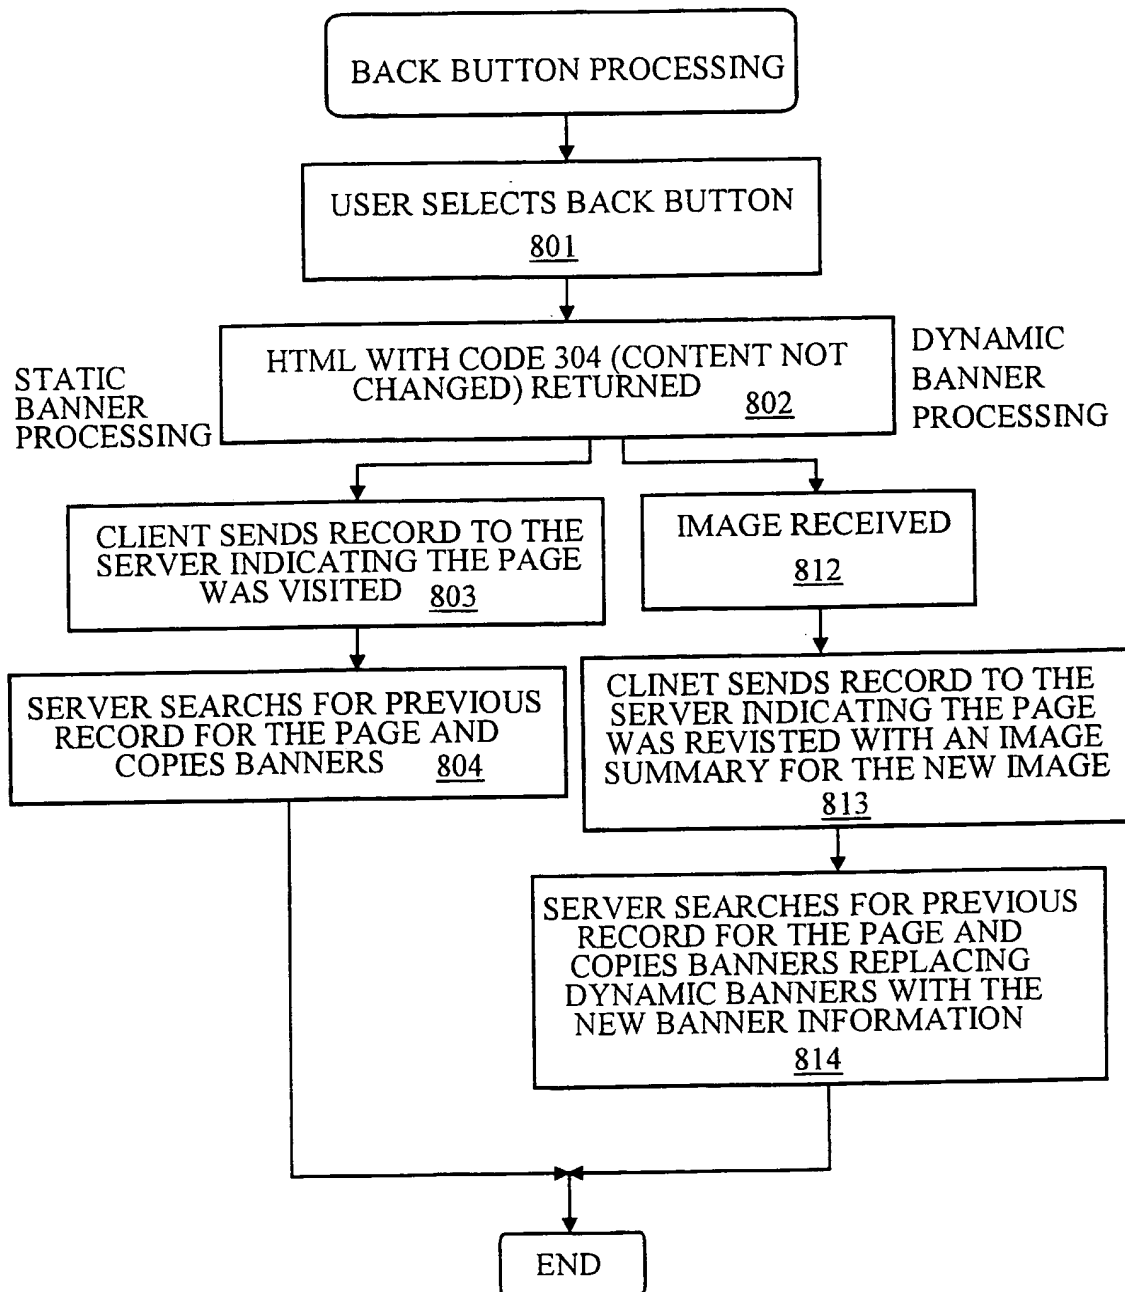 BACK BUTTON PROCESSING
USER SELECTS BACK BUTTON
801
HTML WITH CODE 304 (CONTENT NOT
CHANGED) RETURNED 802
STATIC
BANNER
PROCESSING
DYNAMIC
BANNER
PROCESSING
CLIENT SENDS RECORD TO THE
SERVER INDICATING THE PAGE
WAS VISITED 803
SERVER SEARCHS FOR PREVIOUS
RECORD FOR THE PAGE AND
COPIES BANNERS 804
IMAGE RECEIVED
812
CLINET SENDS RECORD TO THE
SERVER INDICATING THE PAGE
WAS REVISTED WITH AN IMAGE
SUMMARY FOR THE NEW IMAGE
813
SERVER SEARCHES FOR PREVIOUS
RECORD FOR THE PAGE AND
COPIES BANNERS REPLACING
DYNAMIC BANNERS WITH THE
NEW BANNER INFORMATION
814
END